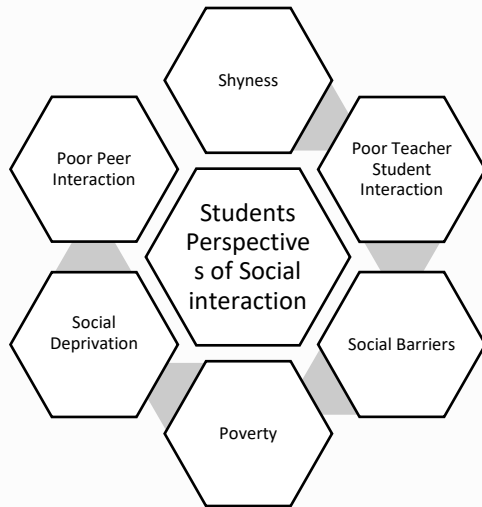 Shyness
Poor Peer
Interaction
Poor Teacher
Student
Interaction
Students
Perspective
s of Social
interaction
Social
Deprivation
Social Barriers
Poverty